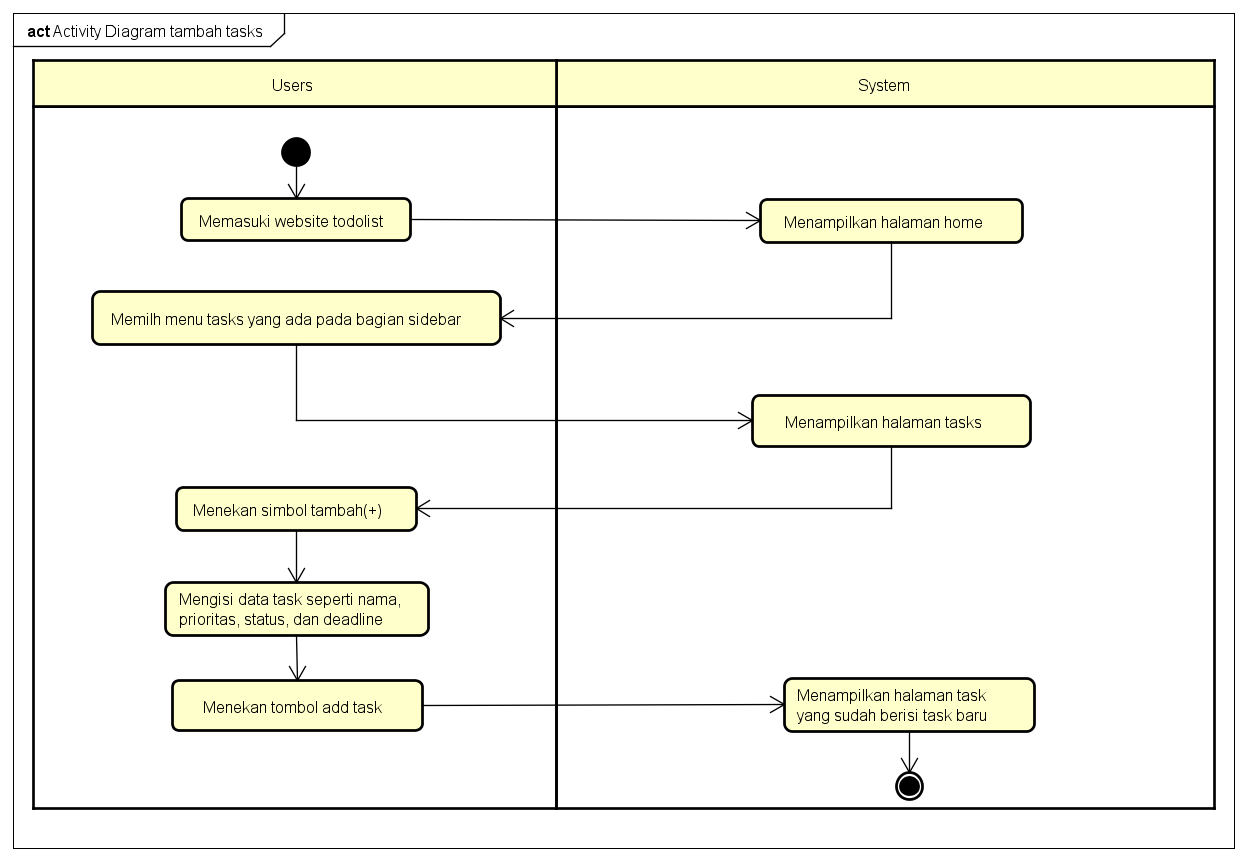 act Activity Diagram tambah tasks
Users
System
Memasuki website todolist
Menampilkan halaman home
Memilh menu tasks yang ada pada bagian sidebar
Menampilkan halaman tasks
Menekan simbol tambah(+)
Mengisi data task seperti nama,
prioritas, status, dan deadline
Menekan tombol add task
Menampilkan halaman task
yang sudah berisi task baru